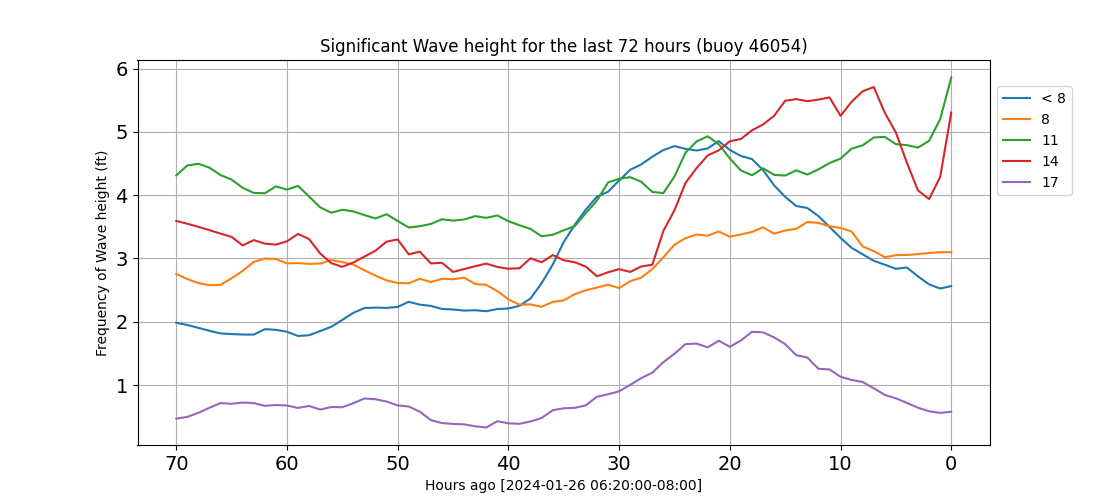 Significant Wave height for the last 72 hours (buoy 46054)
6
5
4
3
2
1
Frequency of Wave height (ft)
< 8
8
11
14
17
70 60 50 40 30 20 10 0
Hours ago [2024-01-26 06:20:00-08:00]